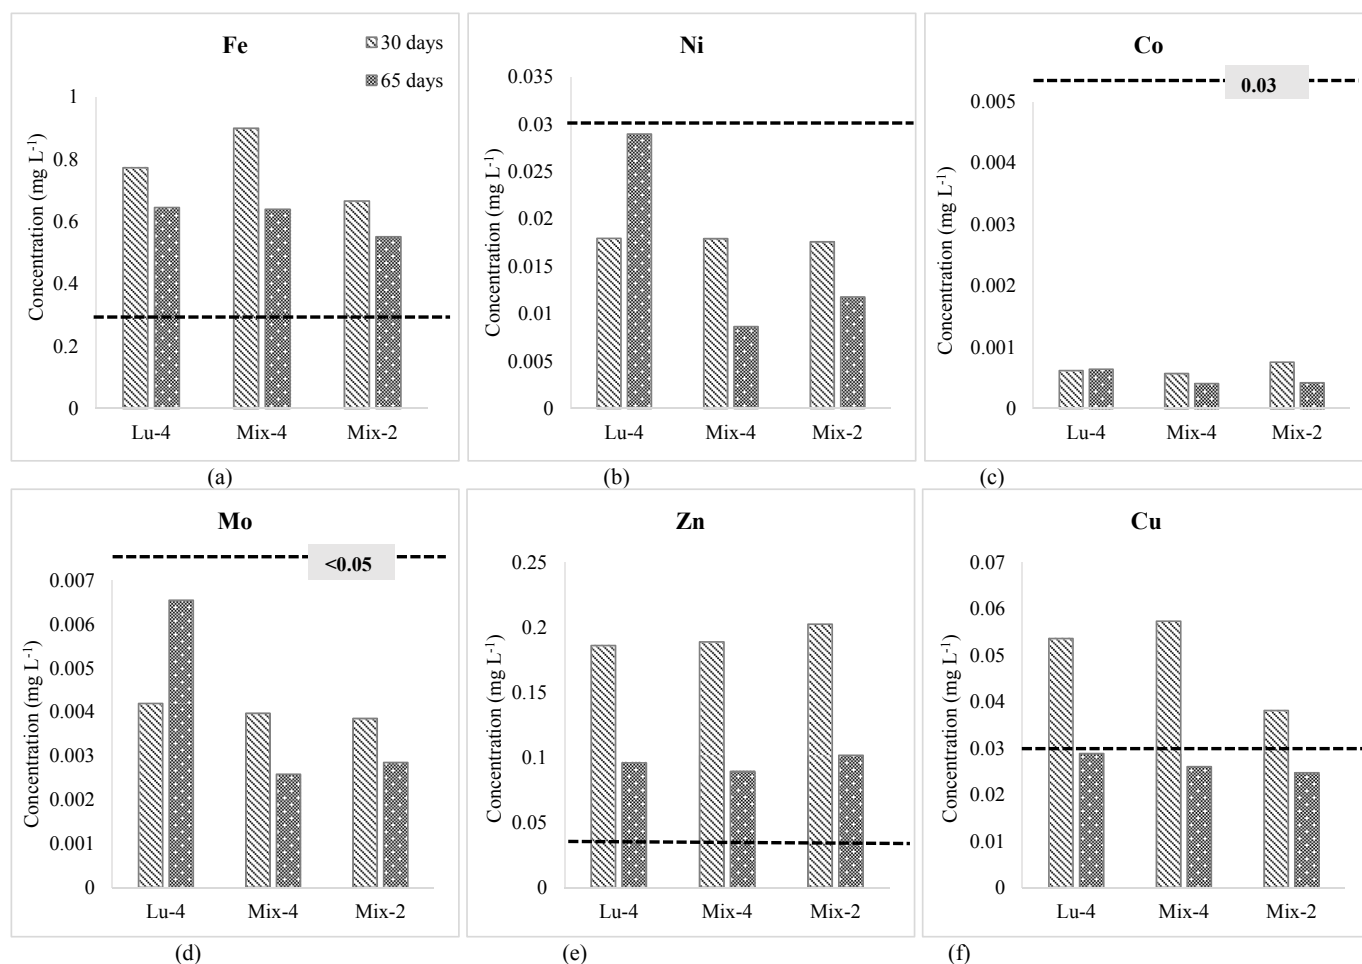 Fe
30 days
65 days
Concentration (mg L-1)
1
0.8
0.6
0.4
0.2
0
Lu-4 Mix-4 Mix-2
(a)
Ni
Concentration (mg L-1)
0.035
0.03
0.025
0.02
0.015
0.01
0.005
0
Lu-4 Mix-4 Mix-2
(b)
Co
0.03
Concentration (mg L-1)
0.005
0.004
0.003
0.002
0.001
0
Lu-4 Mix-4 Mix-2
(c)
Mo
<0.05
Concentration (mg L-1)
0.007
0.006
0.005
0.004
0.003
0.002
0.001
0
Lu-4 Mix-4 Mix-2
(d)
Zn
Concentration (mg L-1)
0.25
0.2
0.15
0.1
0.05
0
Lu-4 Mix-4 Mix-2
(e)
Cu
Concentration (mg L-1)
0.07
0.06
0.05
0.04
0.03
0.02
0.01
0
Lu-4 Mix-4 Mix-2
(f)